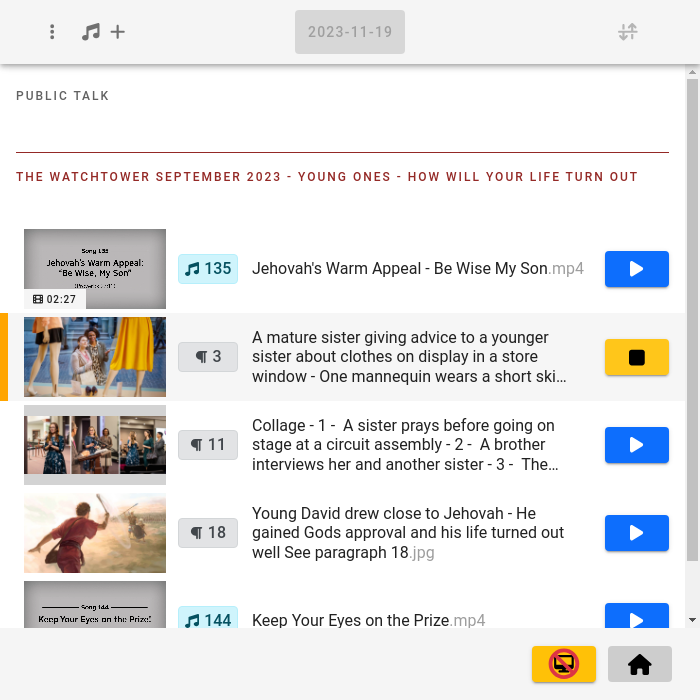 2023-11-19
PUBLIC TALK
THE WATCHTOWER SEPTEMBER 2023 - YOUNG ONES - HOW WILL YOUR LIFE TURN OUT
Song 135
Jehovah's Warm Appeal:
"Be Wise, My Son"
(Proverbs 27:11)
02:27
135
Jehovah's Warm Appeal - Be Wise My Son.mp4
¶ 3
A mature sister giving advice to a younger
sister about clothes on display in a store
window - One mannequin wears a short ski…
¶ 11
Collage - 1 -  A sister prays before going on
stage at a circuit assembly - 2 -  A brother
interviews her and another sister - 3 -  The…
¶ 18
Young David drew close to Jehovah - He
gained Gods approval and his life turned out
well See paragraph 18.jpg
Song 144
Keep Your Eyes on the Prize!
144
Keep Your Eyes on the Prize.mp4